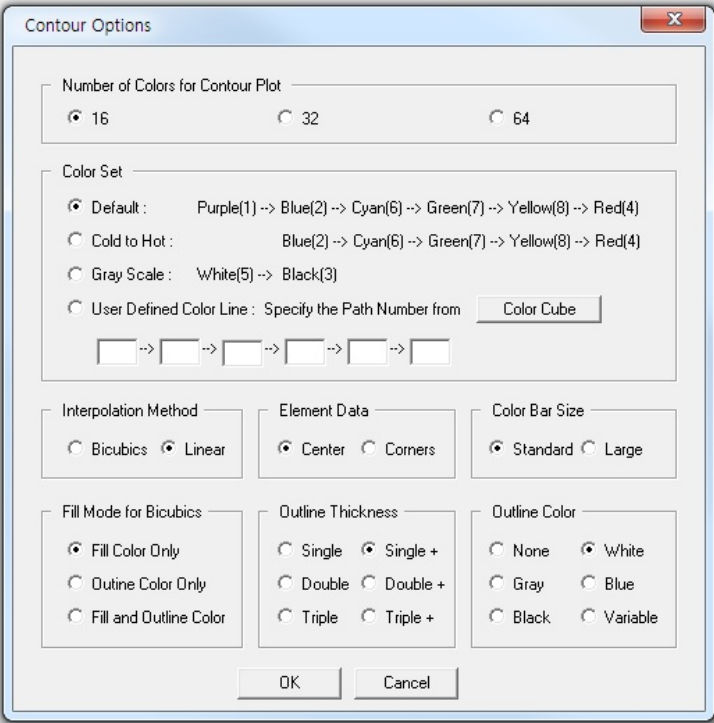 Contour Options
Number of Colors for Contour Plot
16 32 64
Color Set
Default : Purple(1) --> Blue(2) --> Cyan(6) --> Green(7) --> Yellow(8) --> Red(4)
Cold to Hot : Blue(2) --> Cyan(6) --> Green(7) --> Yellow(8) --> Red(4)
Gray Scale : White(5) --> Black(3)
User Defined Color Line : Specify the Path Number from Color Cube
--> --> --> --> -->
Interpolation Method Element Data Color Bar Size
Bicubics Linear Center Corners Standard Large
Fill Mode for Bicubics Outline Thickness Outline Color
Fill Color Only Single Single + None White
Outine Color Only Double Double + Gray Blue
Fill and Outline Color Triple Triple + Black Variable
OK Cancel